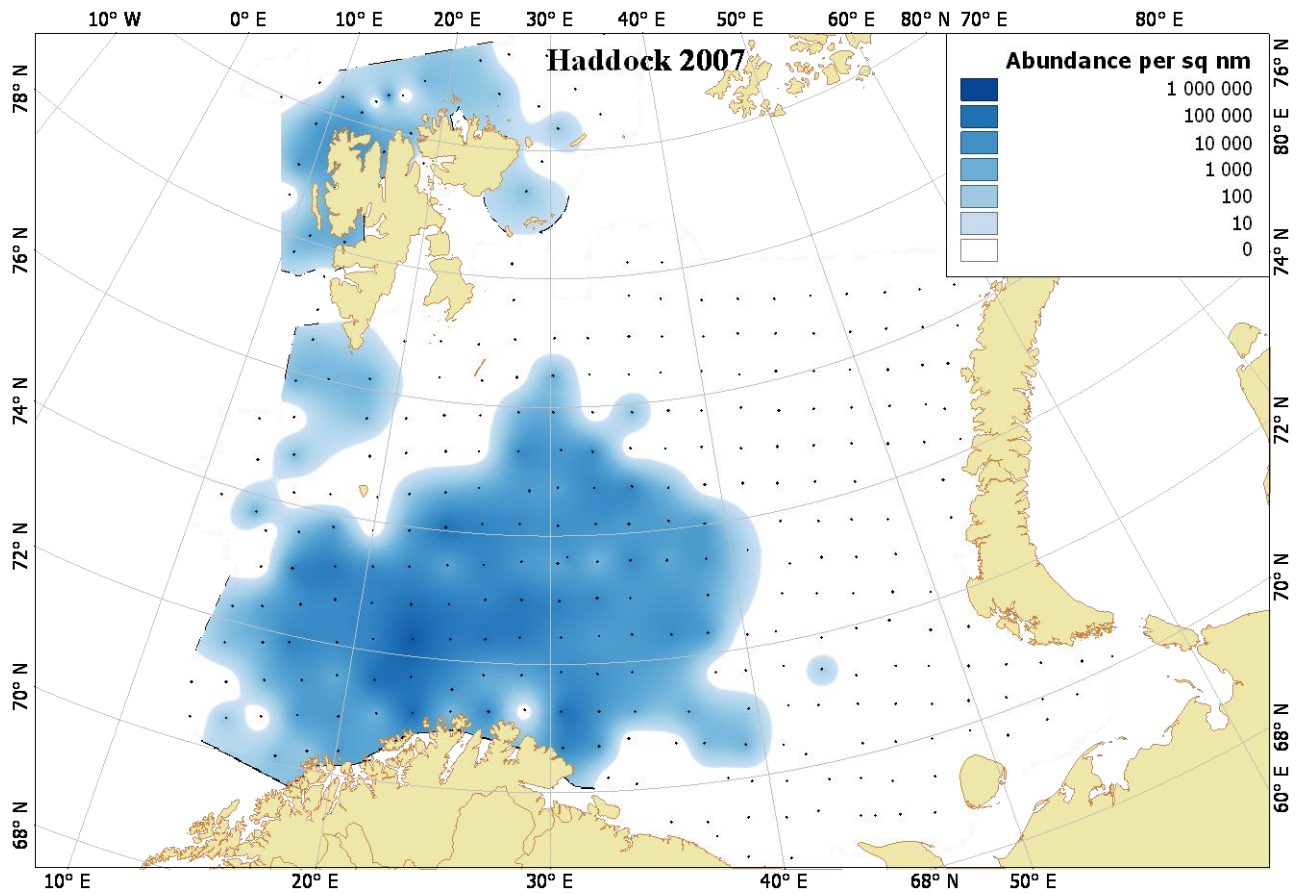 10° W 0° E 10° E 20° E 30° E 40° E 60° E 80° N 70° E 80° E
Haddock 2007
Abundance per sq nm
1 000 000
100 000
10 000
1 000
100
10
0
78° N
76° N
74° N
72° N
70° N
68° N
76° N
80° E
74° N
72° N
70° N
68° N
60° E
10° E 20° E 30° E 40° E 68° N 50° E